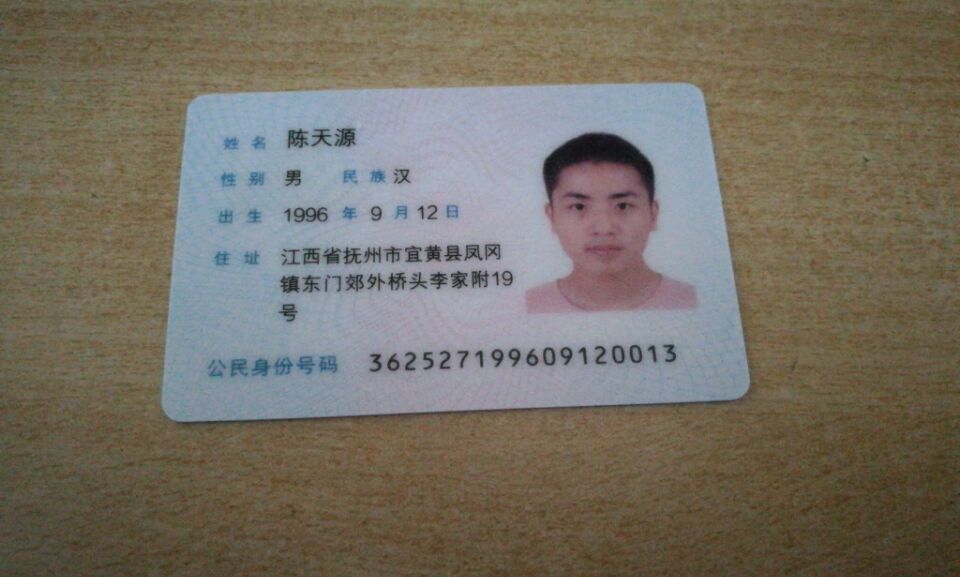 姓名 陈天源
性别 男 民族 汉
出生 1996 年 9 月 12 日
住址 江西省抚州市宜黄县凤冈
镇东门郊外桥头李家附19
号
公民身份号码 362527199609120013